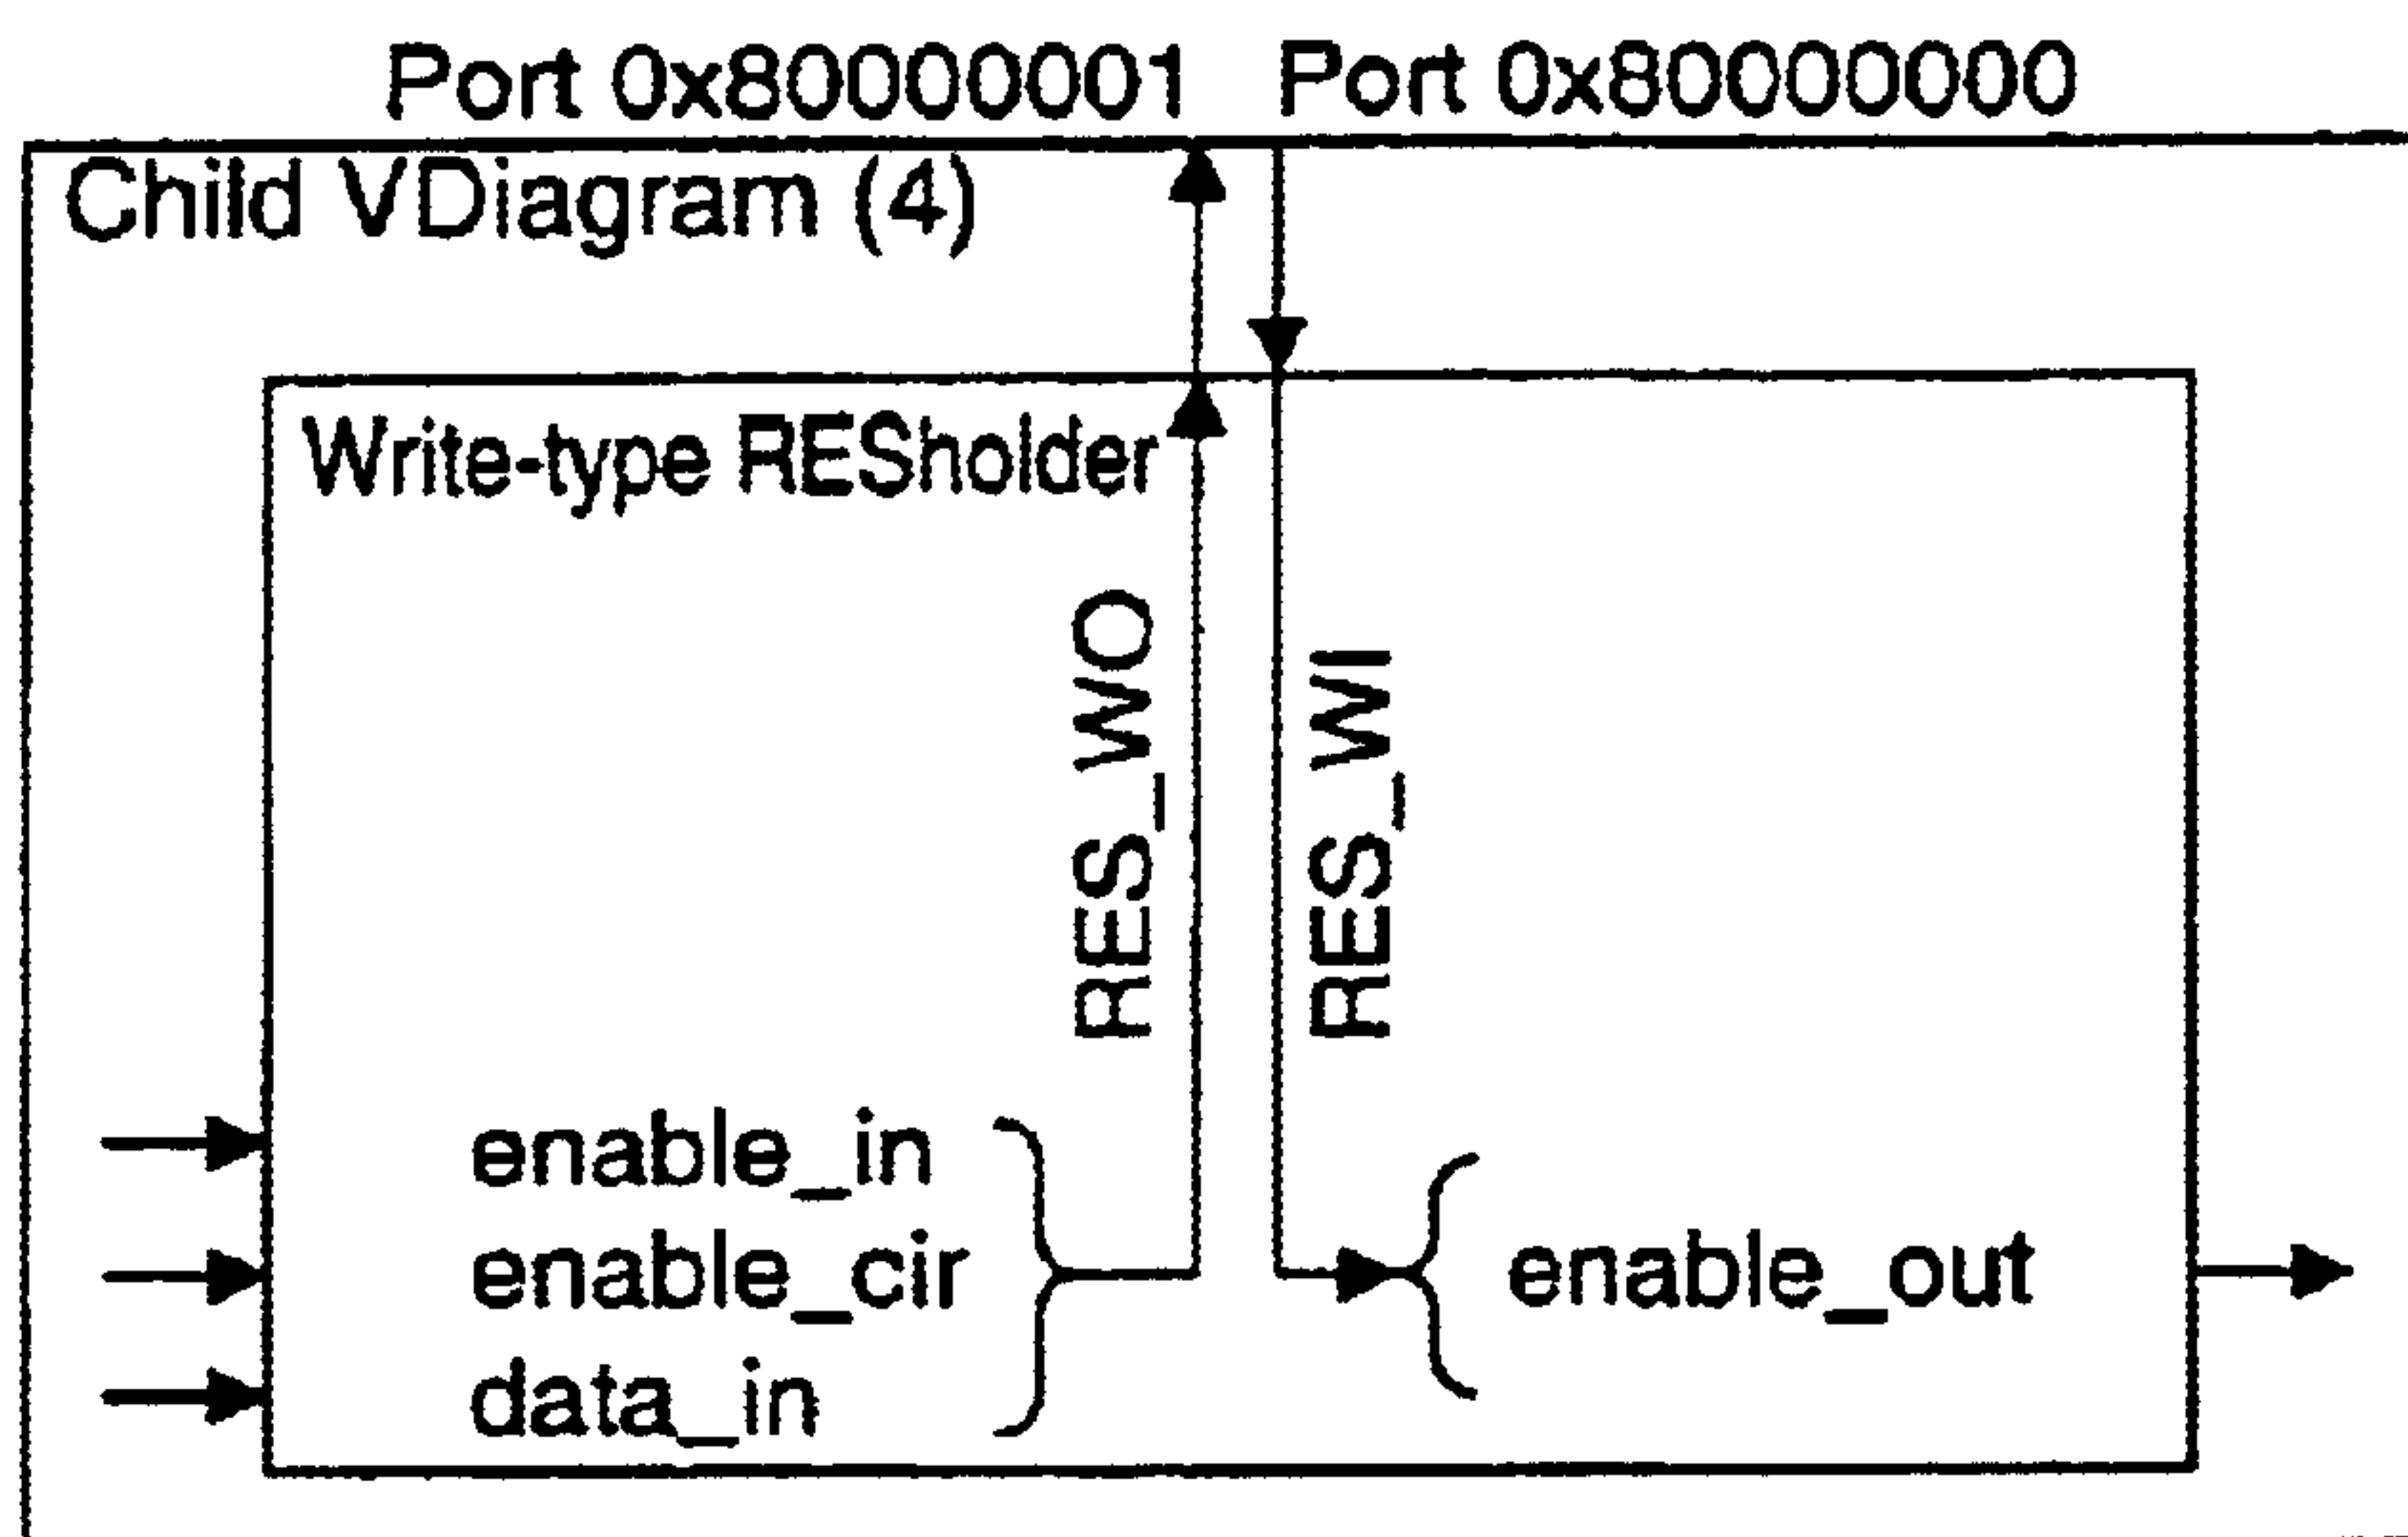 Port 0x80000001 Port 0x80000000
Child VDiagram (4)
Write-type RESholder
RES_WO
RES_WI
enable_in
enable_cir
enable_out
data_in